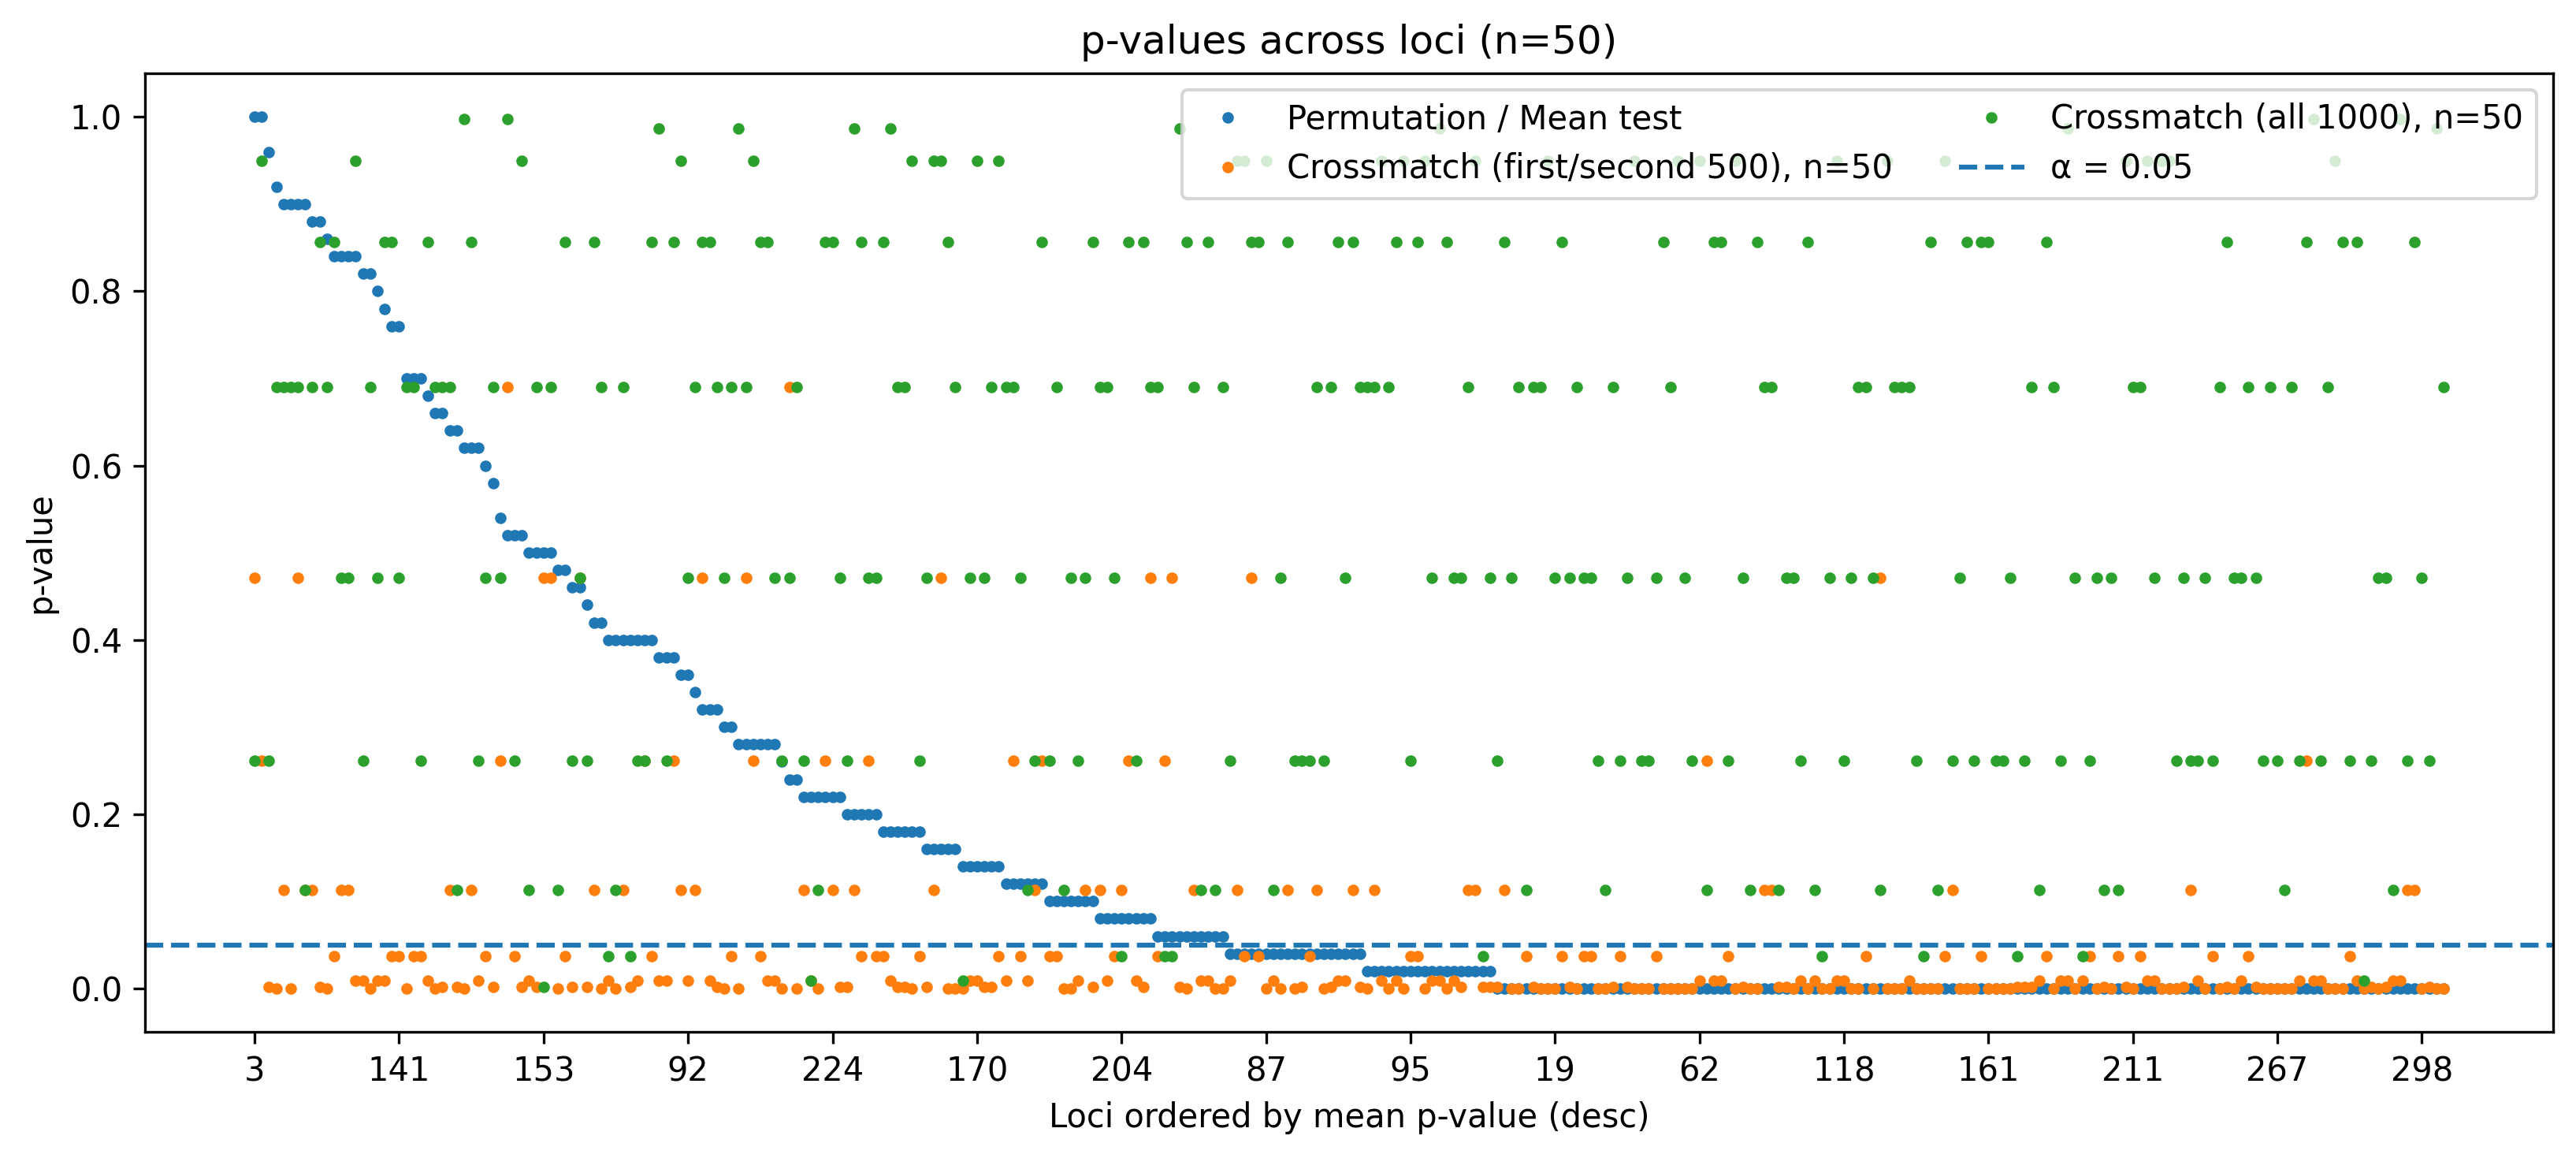 p-values across loci (n=50)
Permutation / Mean test
Crossmatch (first/second 500), n=50
Crossmatch (all 1000), n=50
α = 0.05
p-value
1.0
0.8
0.6
0.4
0.2
0.0
3 141 153 92 224 170 204 87 95 19 62 118 161 211 267 298
Loci ordered by mean p-value (desc)